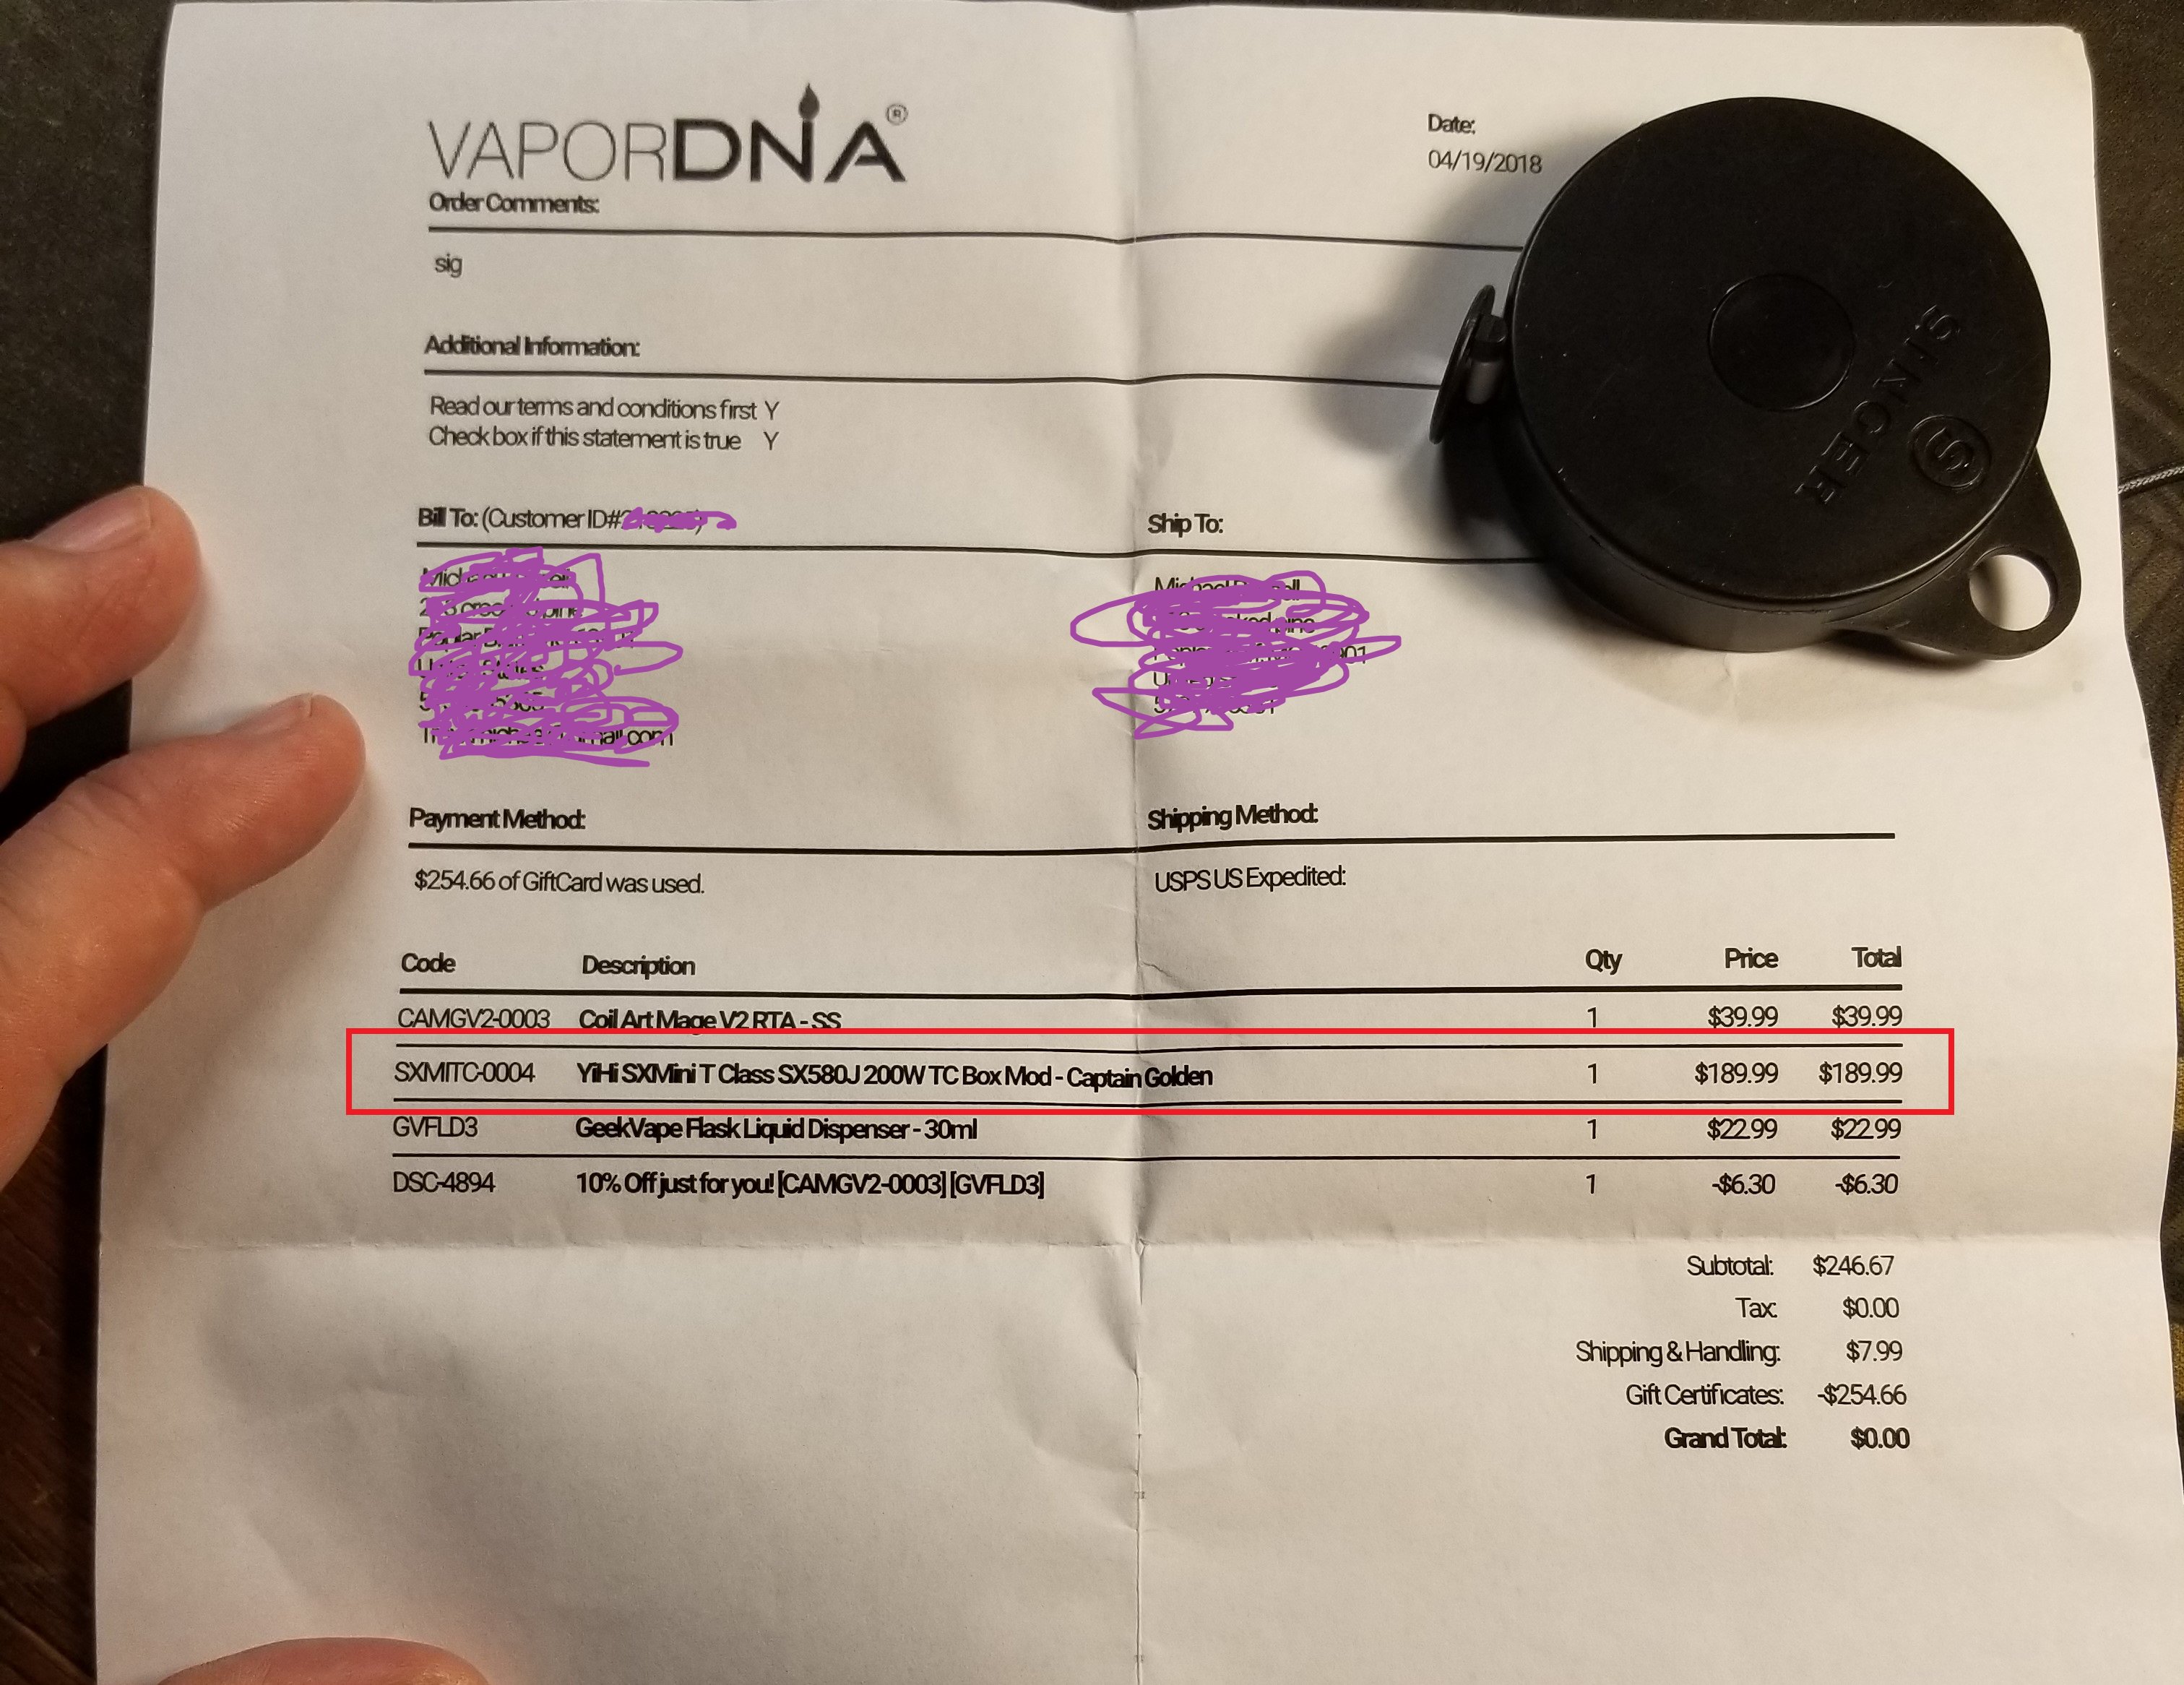 VAPORDNA®
Date:
04/19/2018
Order Comments:
sig
Additional Information:
Read our terms and conditions first Y
Check box if this statement is true Y
SINGER
S
Bill To: (Customer ID#
Ship To:
Payment Method:
Shipping Method:
$254.66 of GiftCard was used.
USPS US Expedited:
Code Description Qty Price Total
CAMGV2-0003 Coil Art Mage V2 RTA - SS 1 $39.99 $39.99
SXMITC-0004 YiHi SXMini T Class SX580J 200W TC Box Mod - Captain Golden 1 $189.99 $189.99
GVFLD3 GeekVape Flask Liquid Dispenser - 30ml 1 $22.99 $22.99
DSC-4894 10% Off just for you! [CAMGV2-0003] [GVFLD3] 1 -$6.30 -$6.30
Subtotal: $246.67
Tax: $0.00
Shipping & Handling: $7.99
Gift Certificates: -$254.66
Grand Total: $0.00